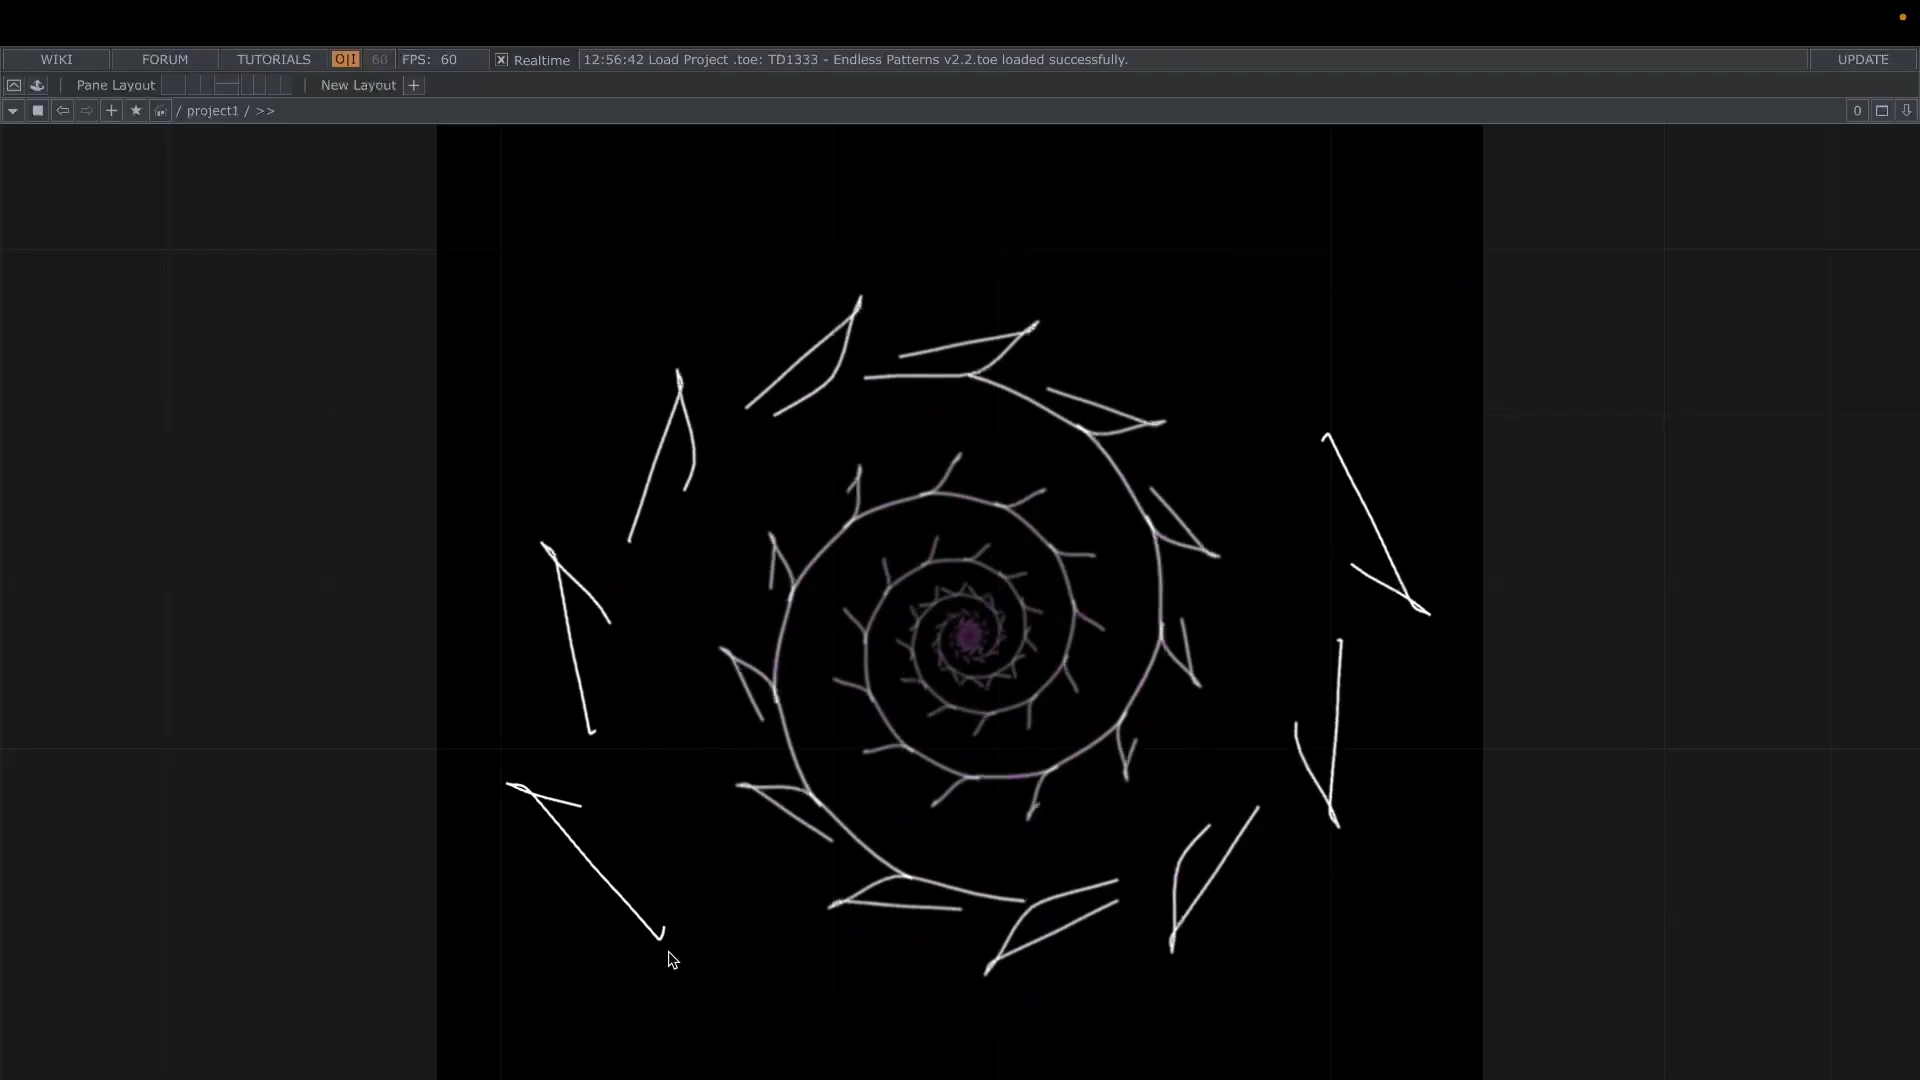 WIKI FORUM TUTORIALS O|I 60 FPS: 60 Realtime 12:56:42 Load Project .toe: TD1333 - Endless Patterns v2.2.toe loaded successfully. UPDATE
Pane Layout New Layout +
/ project1 / >> 0